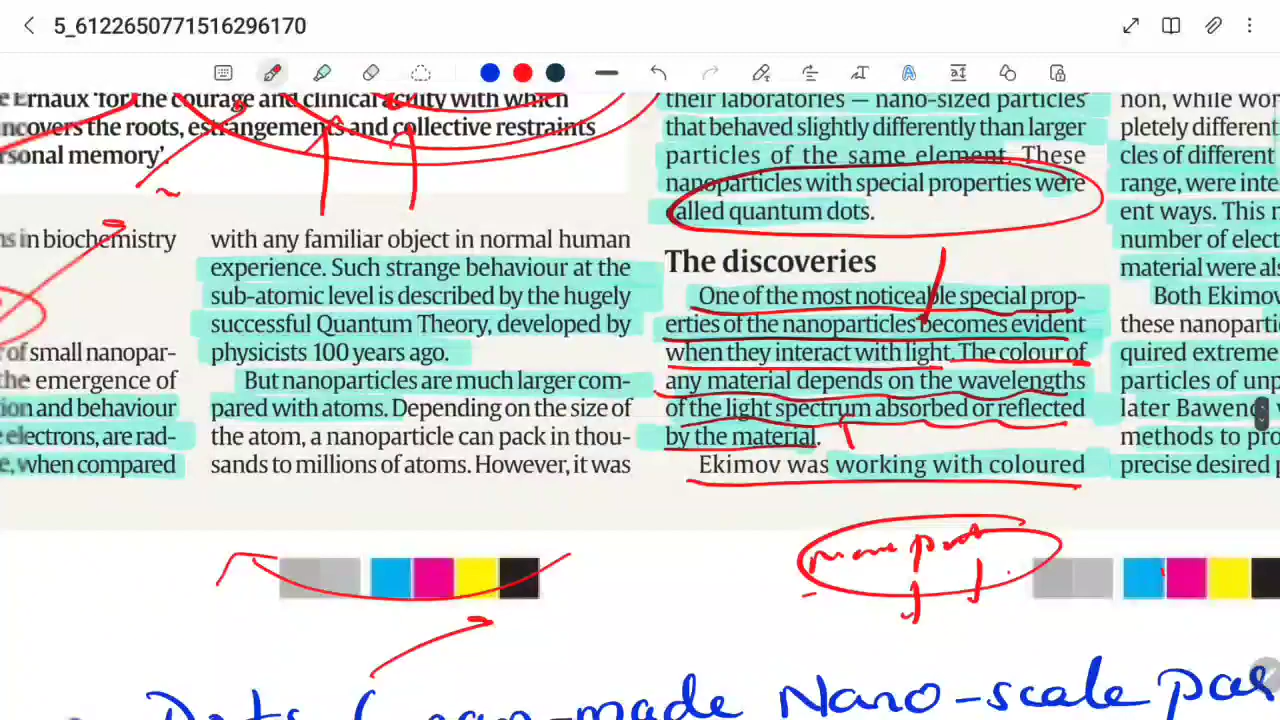 5_6122650771516296170
e Ernaux 'for the courage and clinical acuity with which
ncovers the roots, estrangements and collective restraints
rsonal memory'.
ns in biochemistry
of small nanopar-
the emergence of
ion and behaviour
electrons, are rad-
e, when compared
with any familiar object in normal human
experience. Such strange behaviour at the
sub-atomic level is described by the hugely
successful Quantum Theory, developed by
physicists 100 years ago.
But nanoparticles are much larger com-
pared with atoms. Depending on the size of
the atom, a nanoparticle can pack in thou-
sands to millions of atoms. However, it was
their laboratories — nano-sized particles
that behaved slightly differently than larger
particles of the same element. These
nanoparticles with special properties were
called quantum dots.
The discoveries
One of the most noticeable special prop-
erties of the nanoparticles becomes evident
when they interact with light. The colour of
any material depends on the wavelengths
of the light spectrum absorbed or reflected
by the material.
Ekimov was working with coloured
non, while wor
pletely different
cles of different
range, were inte
ent ways. This n
number of elect
material were als
Both Ekimov
these nanoparti
quired extreme
particles of unp
later Bawend
methods to pro
precise desired p
Dots ( man-made Nano-scale par